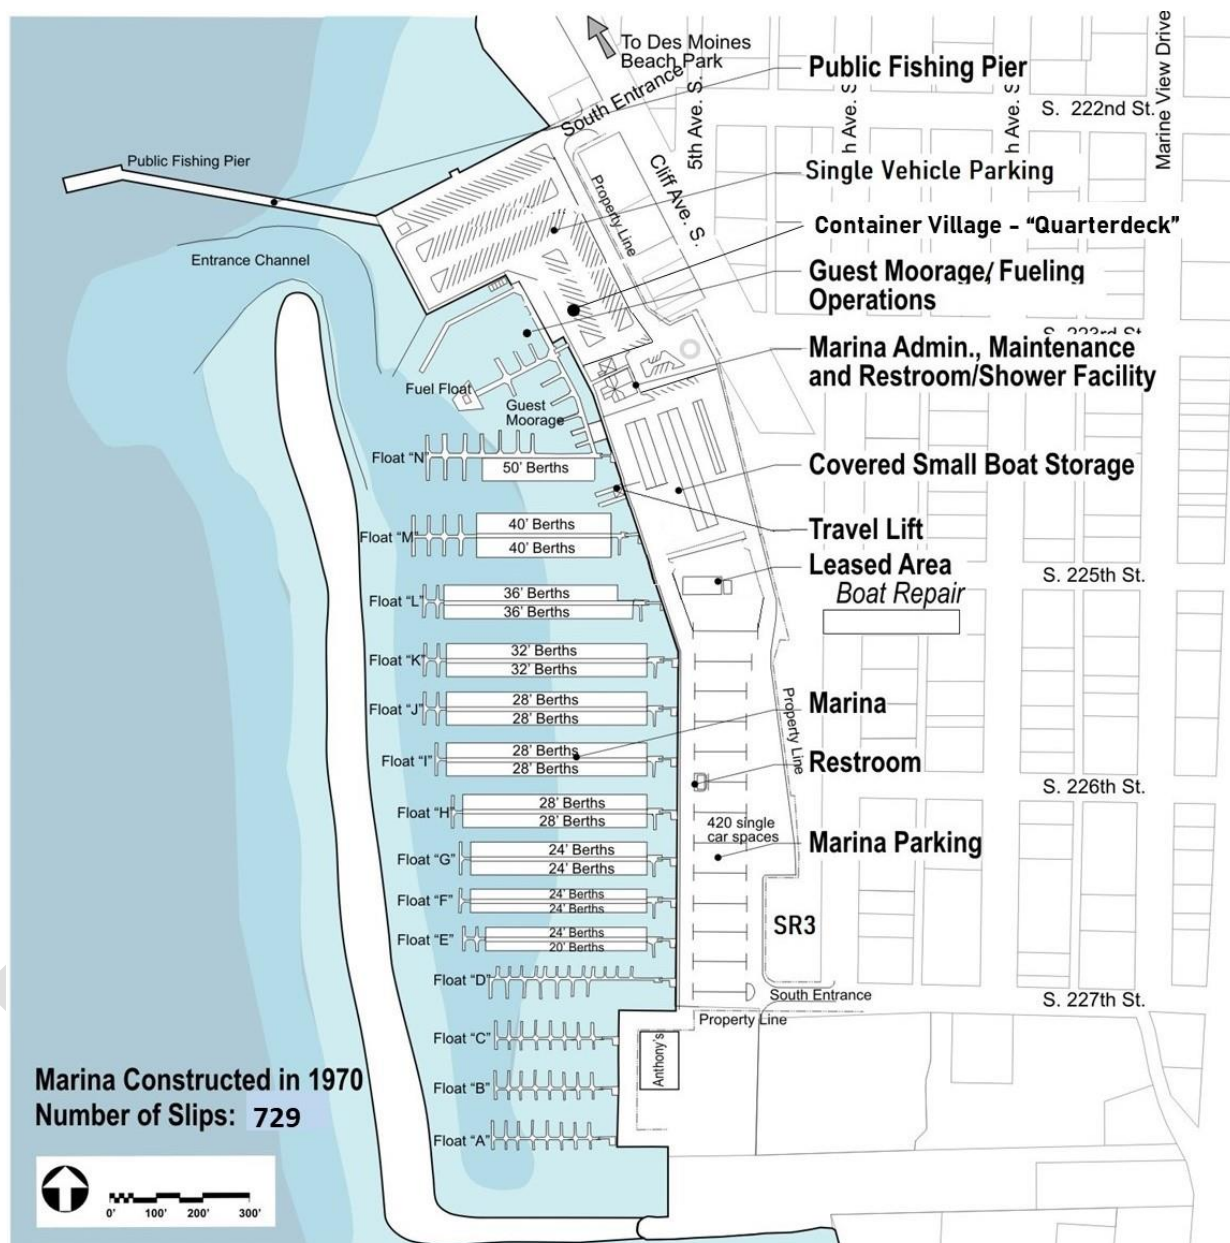 To Des Moines
Beach Park
Marine View Drive
Public Fishing Pier
South Entrance
5th Ave. S.
h Ave. S
h Ave. S
S. 222nd St.
Public Fishing Pier
Single Vehicle Parking
Cliff Ave. S.
Property Line
Container Village - “Quarterdeck”
Entrance Channel
Guest Moorage/ Fueling
Operations
S. 223rd St.
Marina Admin., Maintenance
and Restroom/Shower Facility
Fuel Float
Guest
Moorage
Float “N”
50’ Berths
Covered Small Boat Storage
Travel Lift
40’ Berths
Float “M”
40’ Berths
Leased Area
Boat Repair
S. 225th St.
36’ Berths
Float “L”
36’ Berths
32’ Berths
Float “K”
32’ Berths
28’ Berths
Float “J”
28’ Berths
Marina
Property Line
28’ Berths
Float “I”
28’ Berths
Restroom
S. 226th St.
28’ Berths
Float “H”
28’ Berths
420 single
car spaces
Marina Parking
24’ Berths
Float “G”
24’ Berths
24’ Berths
Float “F”
24’ Berths
SR3
24’ Berths
Float “E”
20’ Berths
Float “D”
South Entrance
S. 227th St.
Property Line
Float “C”
Anthony's
Float “B”
Float “A”
Marina Constructed in 1970
Number of Slips: 729
0' 100' 200' 300'